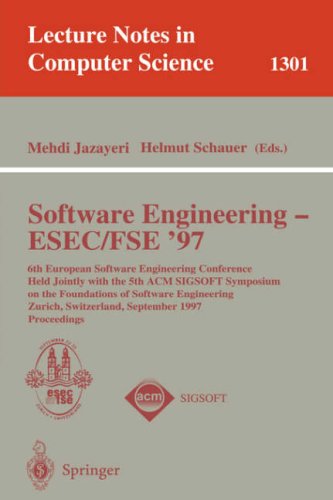 Lecture Notes in
Computer Science 1301
Mehdi Jazayeri Helmut Schauer (Eds.)
Software Engineering –
ESEC/FSE '97
6th European Software Engineering Conference
Held Jointly with the 5th ACM SIGSOFT Symposium
on the Foundations of Software Engineering
Zurich, Switzerland, September 1997
Proceedings
esec
fse
acm SIGSOFT
Springer